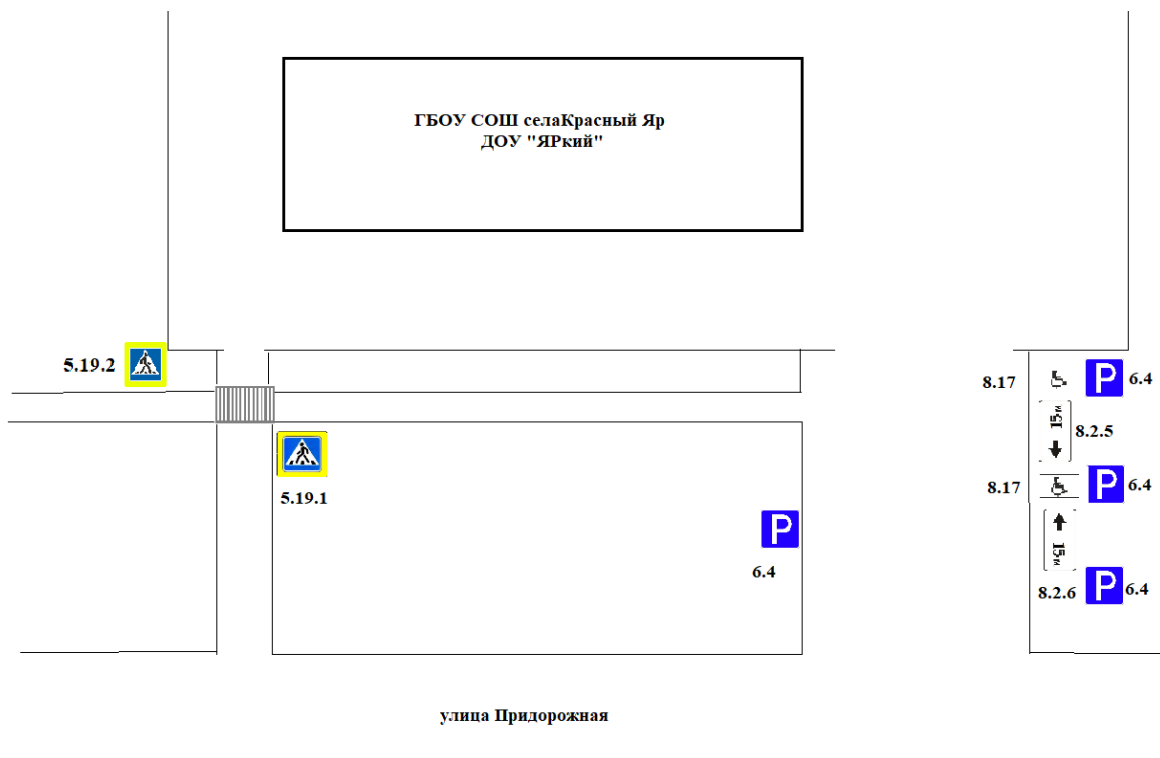 ГБОУ СОШ селаКрасный Яр
ДОУ "ЯРкий"
5.19.2
8.17
P
6.4
15м
8.2.5
5.19.1
8.17
P
6.4
P
6.4
15м
8.2.6
P
6.4
улица Придорожная